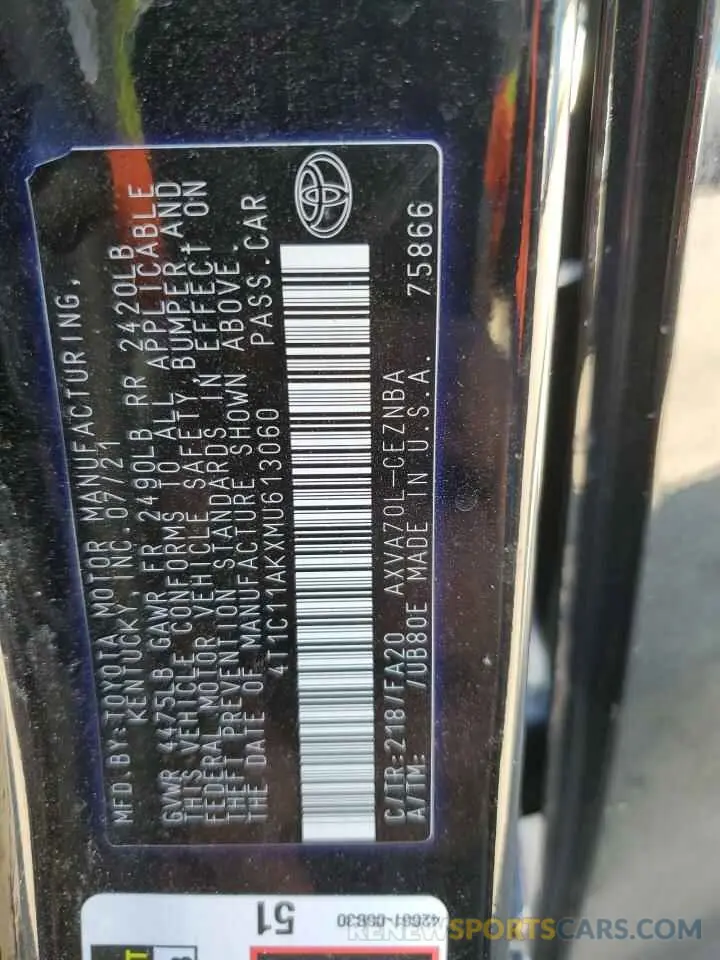 MFD.BY:TOYOTA MOTOR MANUFACTURING,
KENTUCKY, INC.07/21
GVWR 4475LB GAWR FR 2490LB RR 2420LB
THIS VEHICLE CONFORMS TO ALL APPLICABLE
FEDERAL MOTOR VEHICLE SAFETY, BUMPER AND
THEFT PREVENTION STANDARDS IN EFFECT ON
THE DATE OF MANUFACTURE SHOWN ABOVE.
4T1C11AKXMU613060 PASS.CAR
C/TR:218/FA20 AXVA70L-CEZNBA
A/TM: /UB80E MADE IN U.S.A. 75866
51
RENEWSPORTSCARS.COM